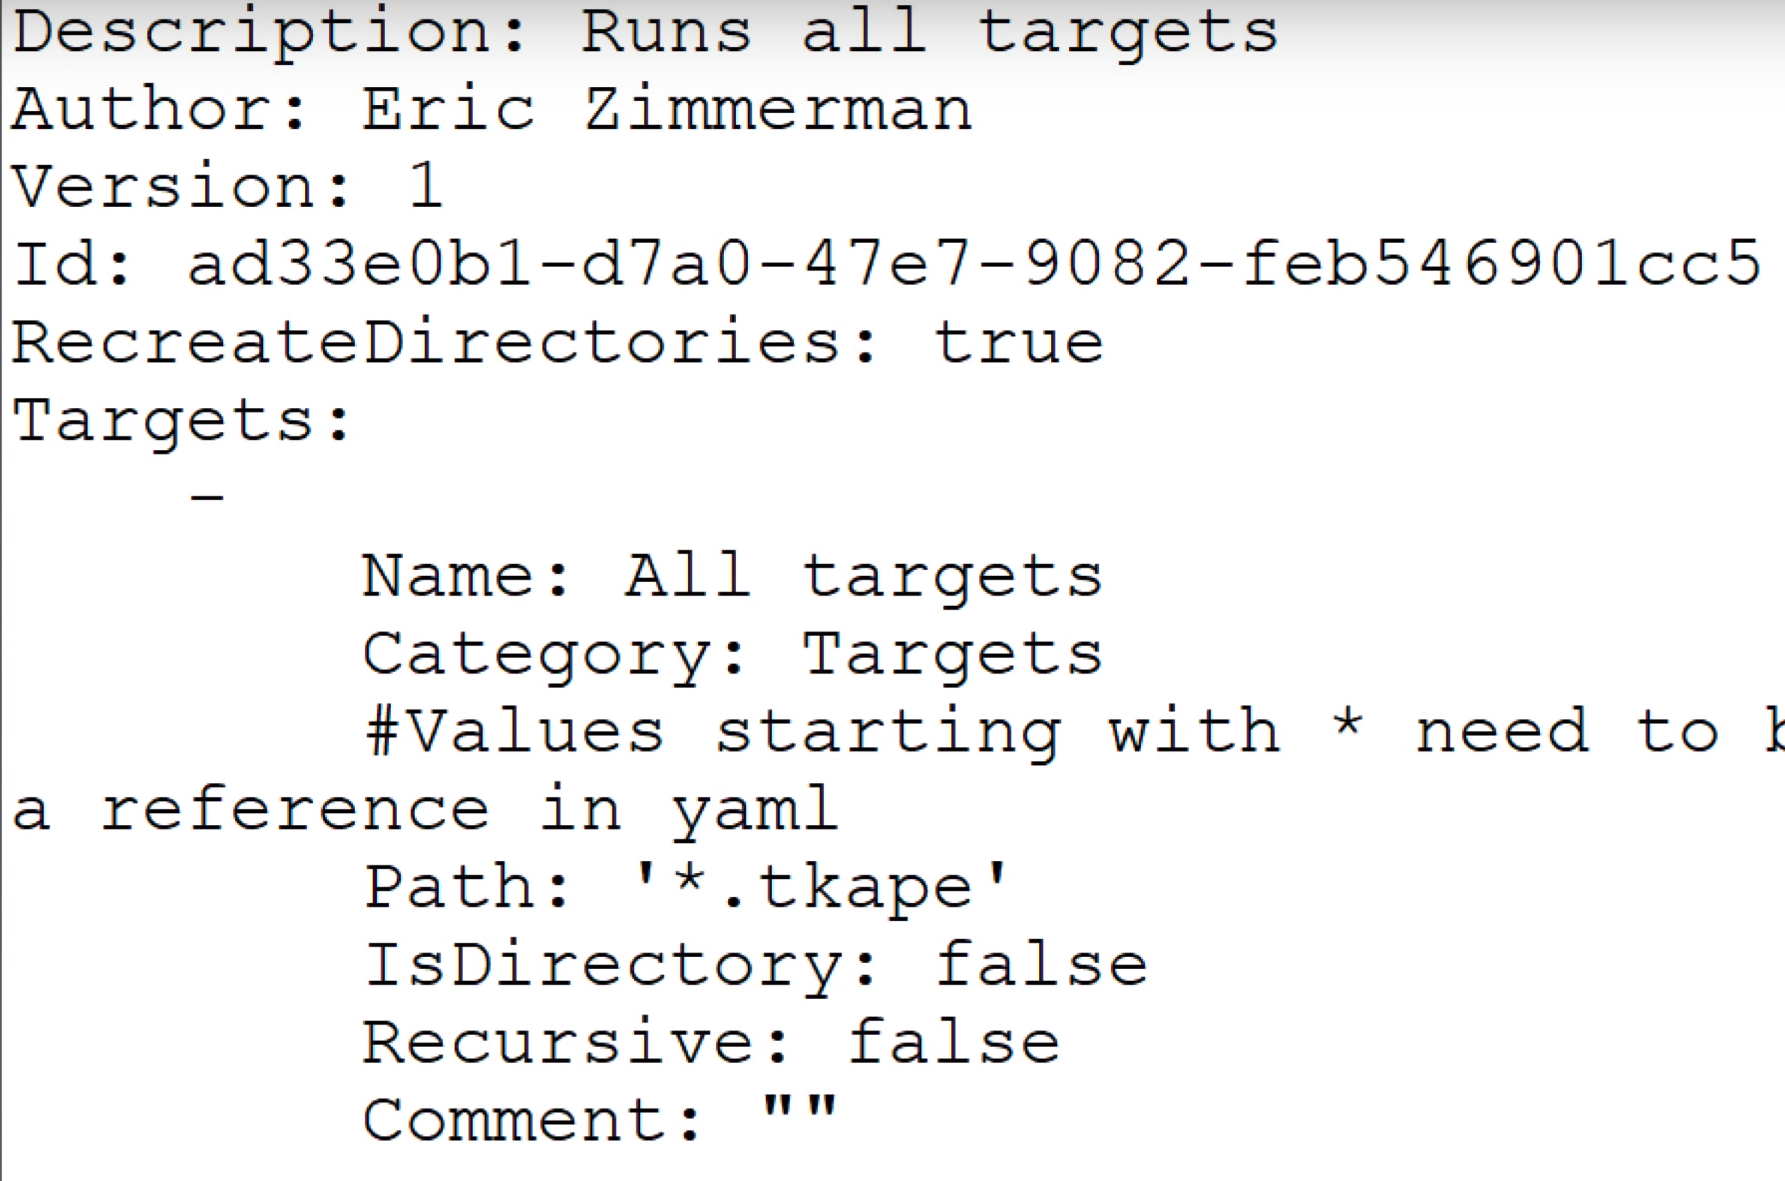 Description: Runs all targets
Author: Eric Zimmerman
Version: 1
Id: ad33e0b1-d7a0-47e7-9082-feb546901cc5
RecreateDirectories: true
Targets:
-
Name: All targets
Category: Targets
#Values starting with * need to
a reference in yaml
Path: '*.tkape'
IsDirectory: false
Recursive: false
Comment: ""